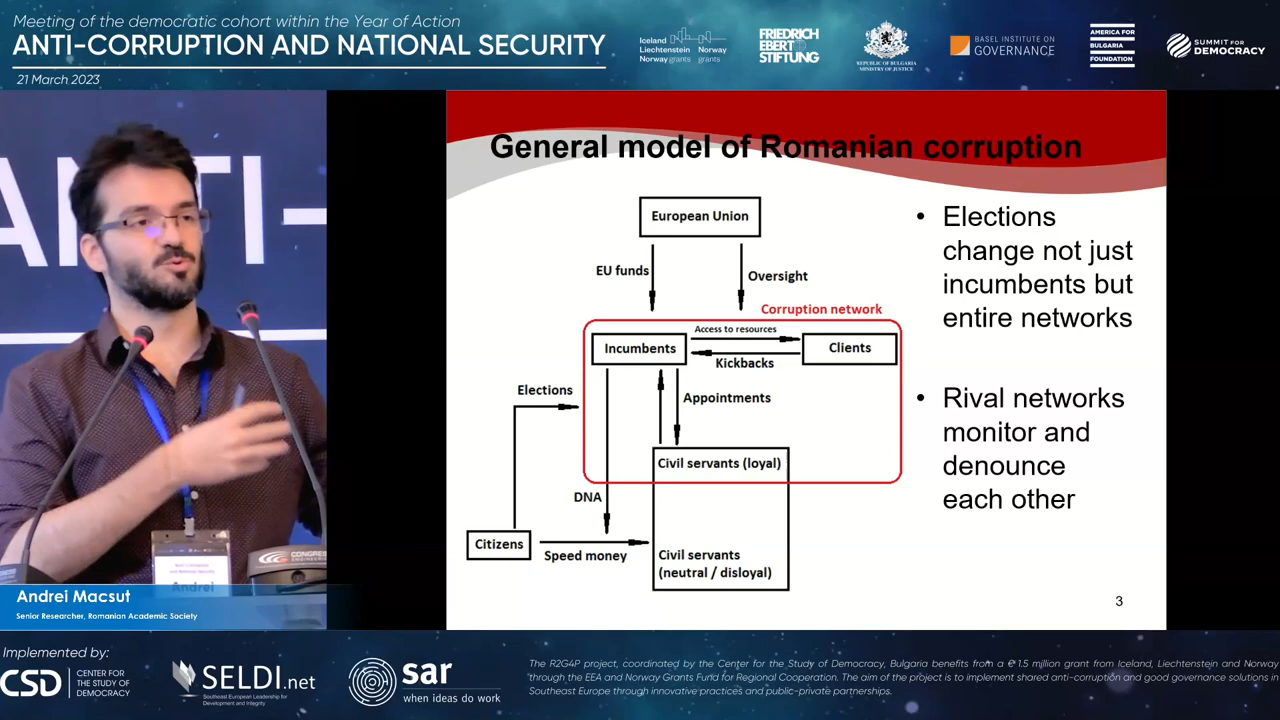 Meeting of the democratic cohort within the Year of Action
ANTI-CORRUPTION AND NATIONAL SECURITY
21 March 2023
Iceland
Liechtenstein Norway
Norway grants grants
FRIEDRICH
EBERT
STIFTUNG
REPUBLIC OF BULGARIA
MINISTRY OF JUSTICE
BASEL INSTITUTE ON
GOVERNANCE
AMERICA FOR
BULGARIA
FOUNDATION
SUMMIT FOR
DEMOCRACY
ANTI-
General model of Romanian corruption
European Union
EU funds
Oversight
Corruption network
Incumbents
Access to resources
Kickbacks
Clients
Elections
Appointments
Civil servants (loyal)
DNA
Citizens
Speed money
Civil servants
(neutral / disloyal)
• Elections
change not just
incumbents but
entire networks
• Rival networks
monitor and
denounce
each other
3
CONGRESS
Andrei
Andrei Macsut
Senior Researcher, Romanian Academic Society
Implemented by:
CSD
CENTER FOR
THE STUDY OF
DEMOCRACY
SELDI.net
Southeast European Leadership for
Development and Integrity
sar
when ideas do work
The R2G4P project, coordinated by the Center for the Study of Democracy, Bulgaria benefits from a € 1.5 million grant from Iceland, Liechtenstein and Norway
through the EEA and Norway Grants Fund for Regional Cooperation. The aim of the project is to implement shared anti-corruption and good governance solutions in
Southeast Europe through innovative practices and public-private partnerships.